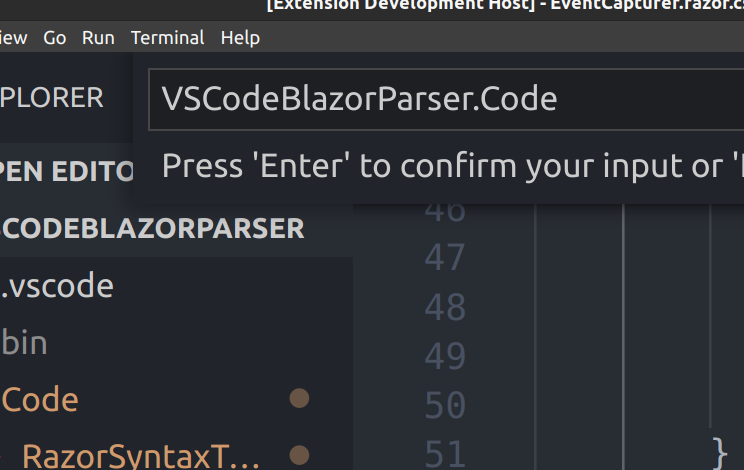 [Extension Development Host] - EventCapturer.razor.cs
iew Go Run Terminal Help
PLORER
VSCodeBlazorParser.Code
Press 'Enter' to confirm your input or '
PEN EDITO
SCODEBLAZORPARSER
.vscode
bin
Code
RazorSyntaxT...
46
47
48
49
50
51 }